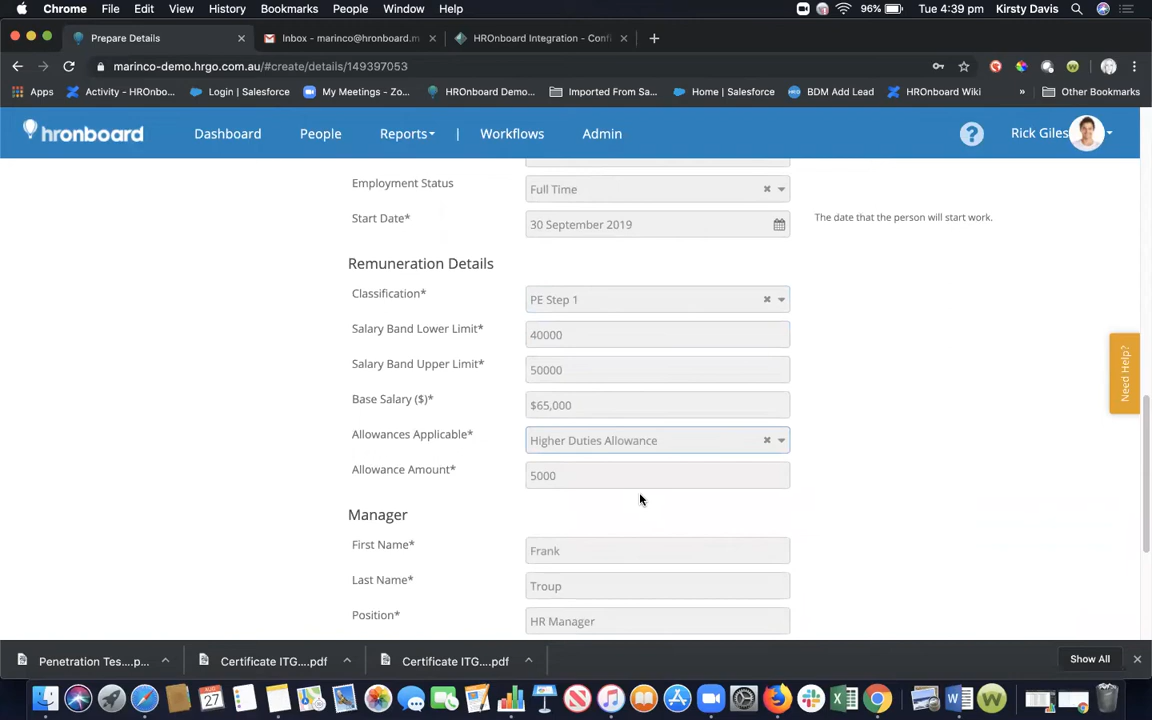 Chrome File Edit View History Bookmarks People Window Help 96% Tue 4:39 pm Kirsty Davis
Prepare Details Inbox - marinco@hronboard.m HROnboard Integration - Confi
marinco-demo.hrgo.com.au/#create/details/149397053
Apps Activity - HROnbo... Login | Salesforce My Meetings - Zo... HROnboard Demo... Imported From Sa... Home | Salesforce BDM Add Lead HROnboard Wiki » Other Bookmarks
hronboard Dashboard People Reports | Workflows Admin ? Rick Giles
Employment Status Full Time
Start Date* 30 September 2019 The date that the person will start work.
Remuneration Details
Classification* PE Step 1
Salary Band Lower Limit* 40000
Salary Band Upper Limit* 50000
Need Help?
Base Salary ($)* $65,000
Allowances Applicable* Higher Duties Allowance
Allowance Amount* 5000
Manager
First Name* Frank
Last Name* Troup
Position* HR Manager
Penetration Tes....p... Certificate ITG....pdf Certificate ITG....pdf Show All
27